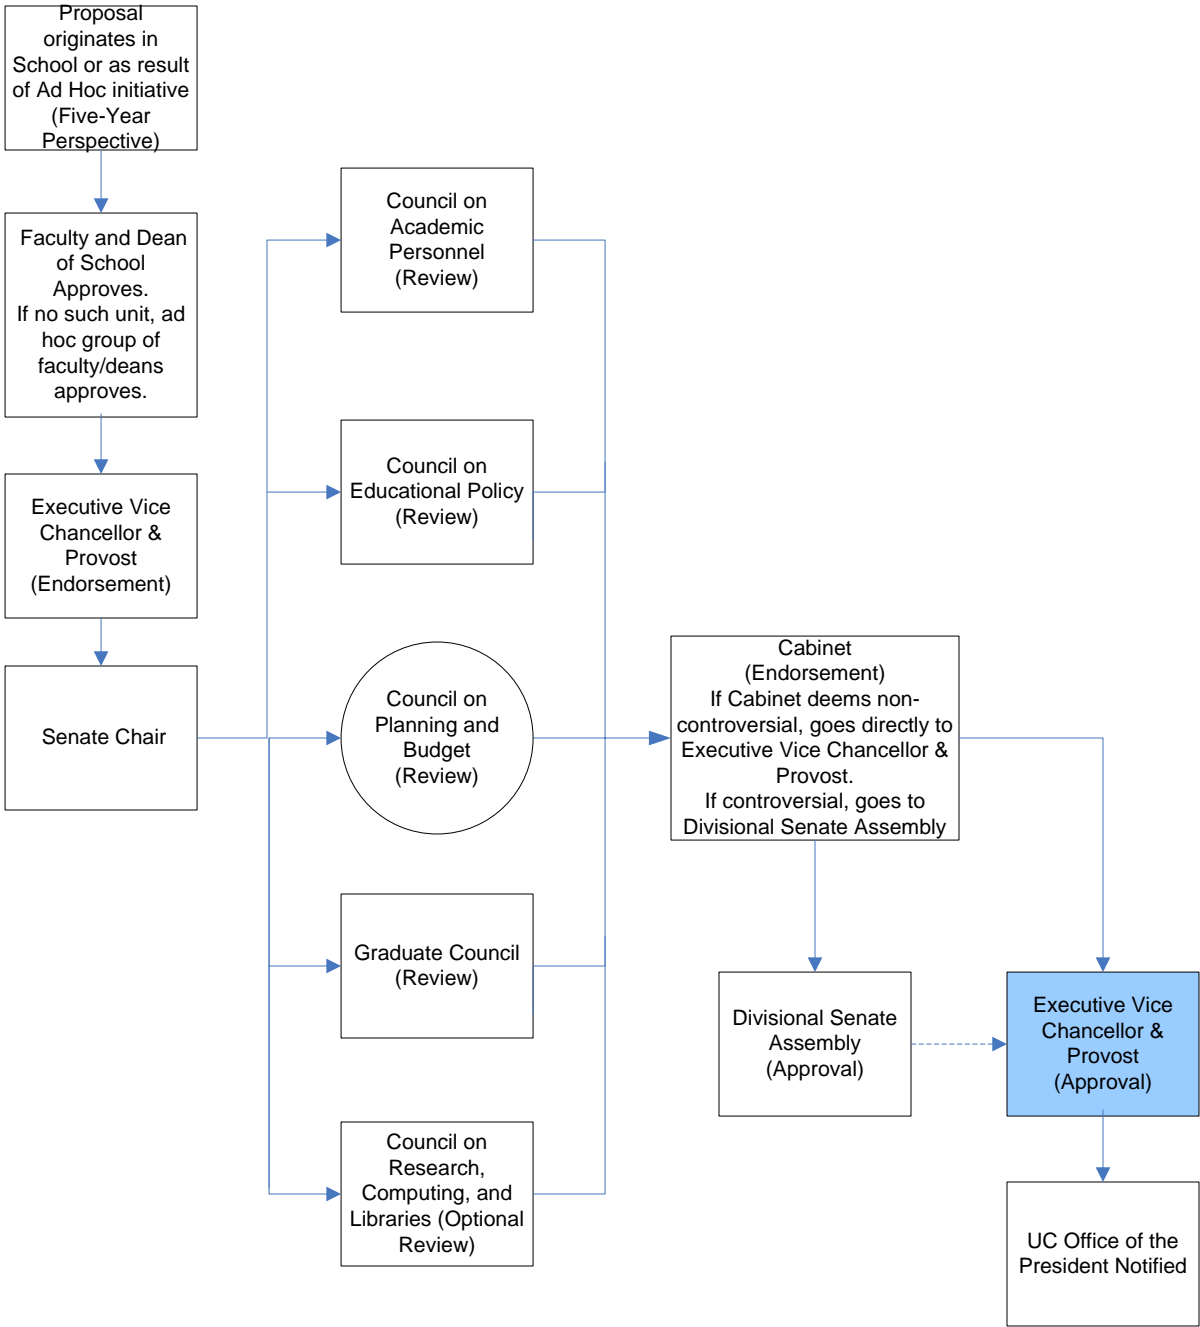 Proposal
originates in
School or as result
of Ad Hoc initiative
(Five-Year
Perspective)
Faculty and Dean
of School
Approves.
If no such unit, ad
hoc group of
faculty/deans
approves.
Executive Vice
Chancellor &
Provost
(Endorsement)
Senate Chair
Council on
Academic
Personnel
(Review)
Council on
Educational Policy
(Review)
Council on
Planning and
Budget
(Review)
Graduate Council
(Review)
Council on
Research,
Computing, and
Libraries (Optional
Review)
Cabinet
(Endorsement)
If Cabinet deems non-
controversial, goes directly to
Executive Vice Chancellor &
Provost.
If controversial, goes to
Divisional Senate Assembly
Divisional Senate
Assembly
(Approval)
Executive Vice
Chancellor &
Provost
(Approval)
UC Office of the
President Notified